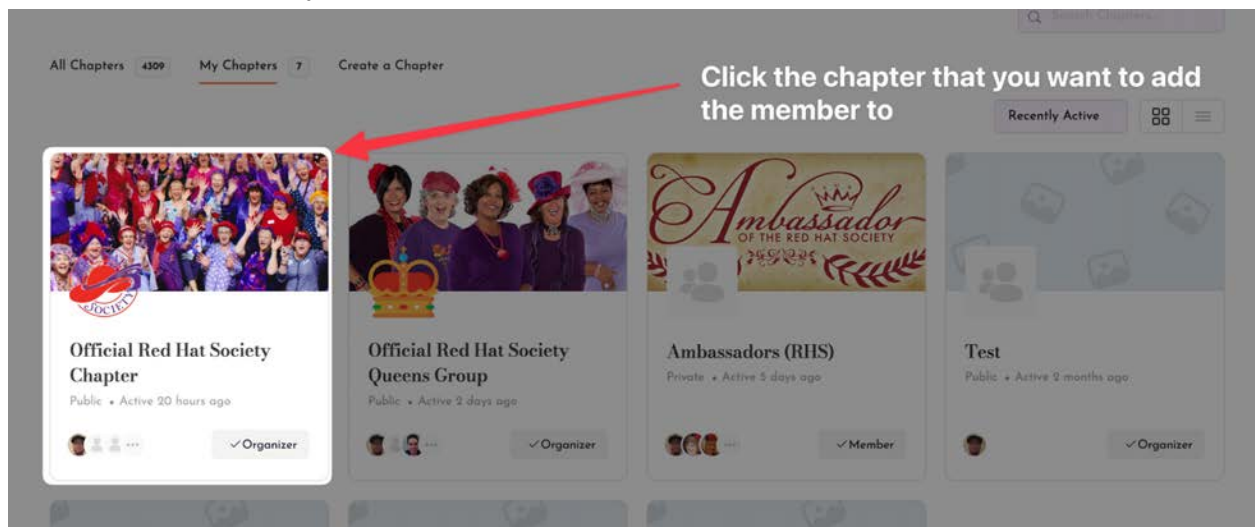 Search Chapters...
All Chapters 4309 My Chapters 7 Create a Chapter
Click the chapter that you want to add
the member to
Recently Active
Ambassador
OF THE RED HAT SOCIETY
SOCIETY
Official Red Hat Society
Chapter
Public • Active 20 hours ago
✓Organizer
Official Red Hat Society
Queens Group
Public • Active 2 days ago
✓Organizer
Ambassadors (RHS)
Private • Active 5 days ago
✓Member
Test
Public • Active 2 months ago
✓Organizer